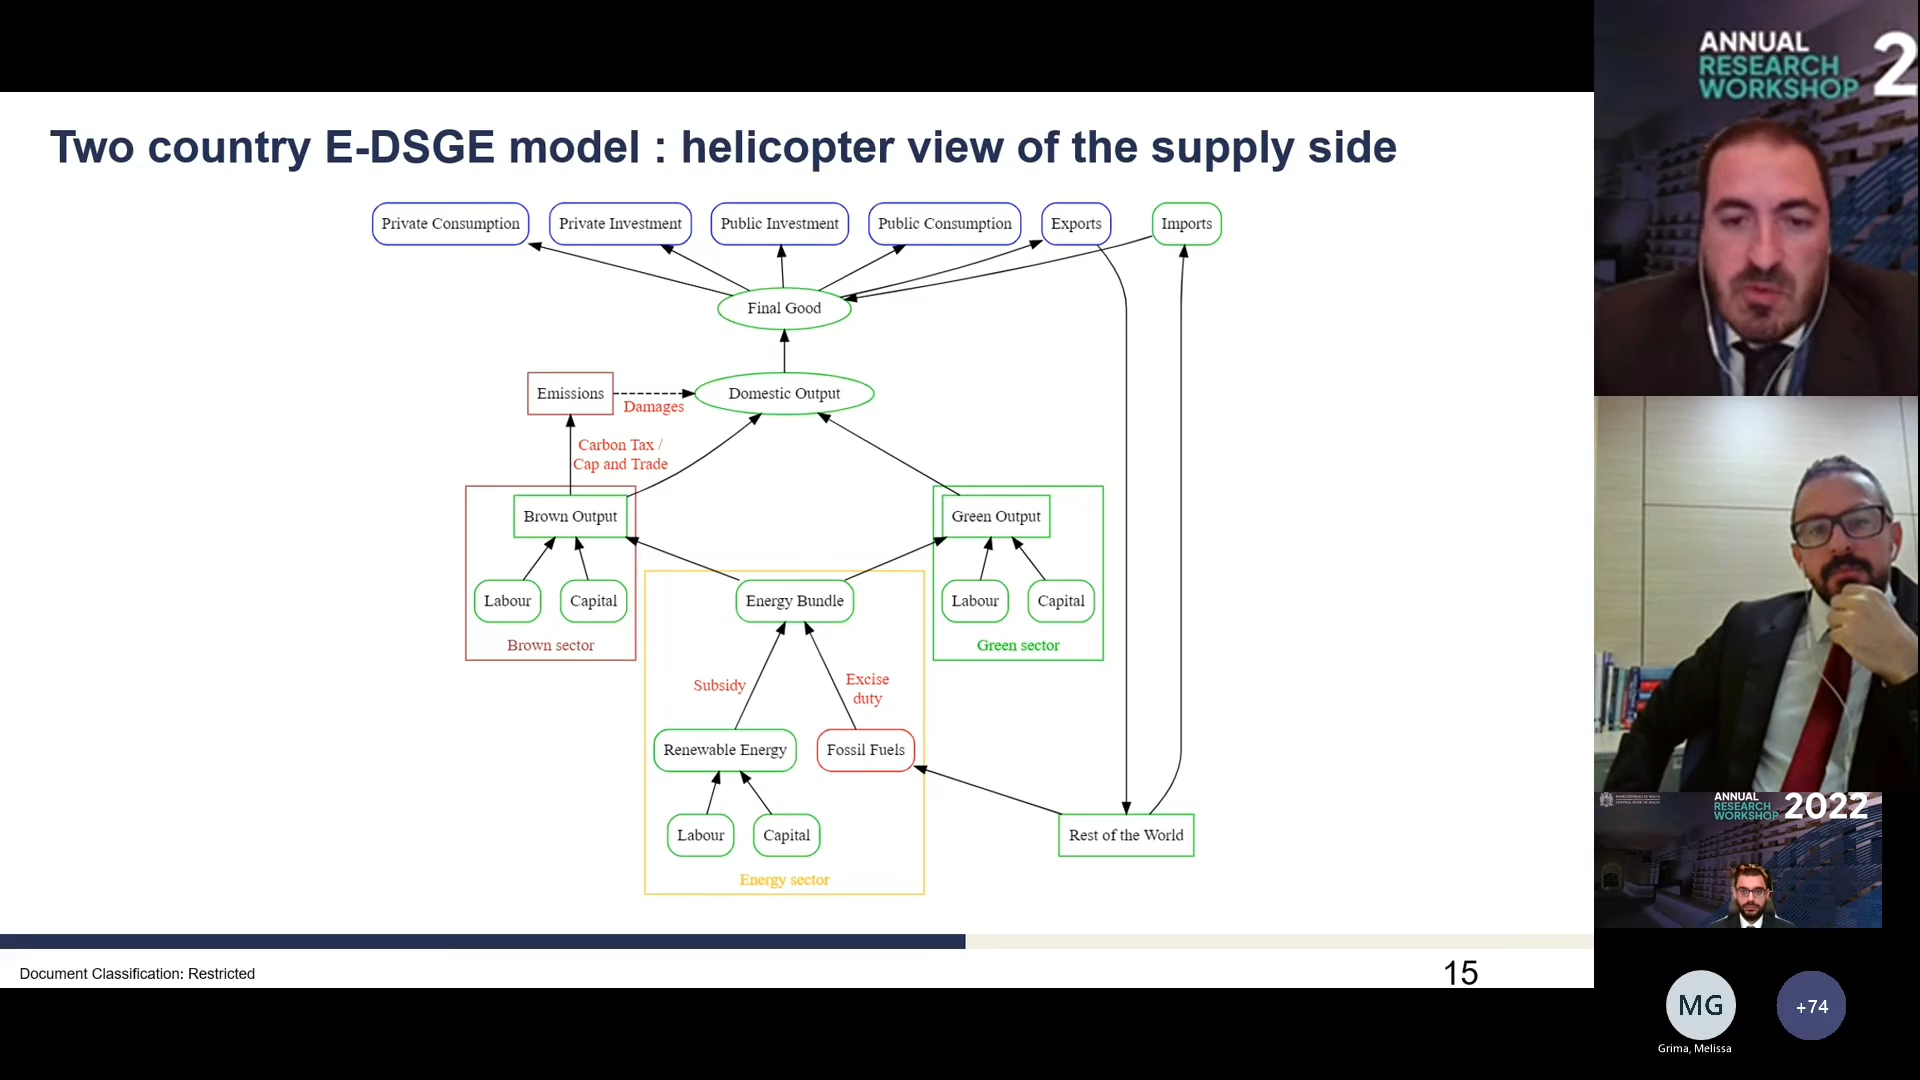 Two country E-DSGE model : helicopter view of the supply side
Private Consumption
Private Investment
Public Investment
Public Consumption
Exports
Imports
Final Good
Emissions
Damages
Domestic Output
Carbon Tax /
Cap and Trade
Brown Output
Green Output
Labour
Capital
Energy Bundle
Labour
Capital
Brown sector
Green sector
Subsidy
Excise
duty
Renewable Energy
Fossil Fuels
Labour
Capital
Rest of the World
Energy sector
Document Classification: Restricted
15
ANNUAL
RESEARCH
WORKSHOP
2
ANNUAL
RESEARCH
WORKSHOP
2022
MG
+74
Grima, Melissa